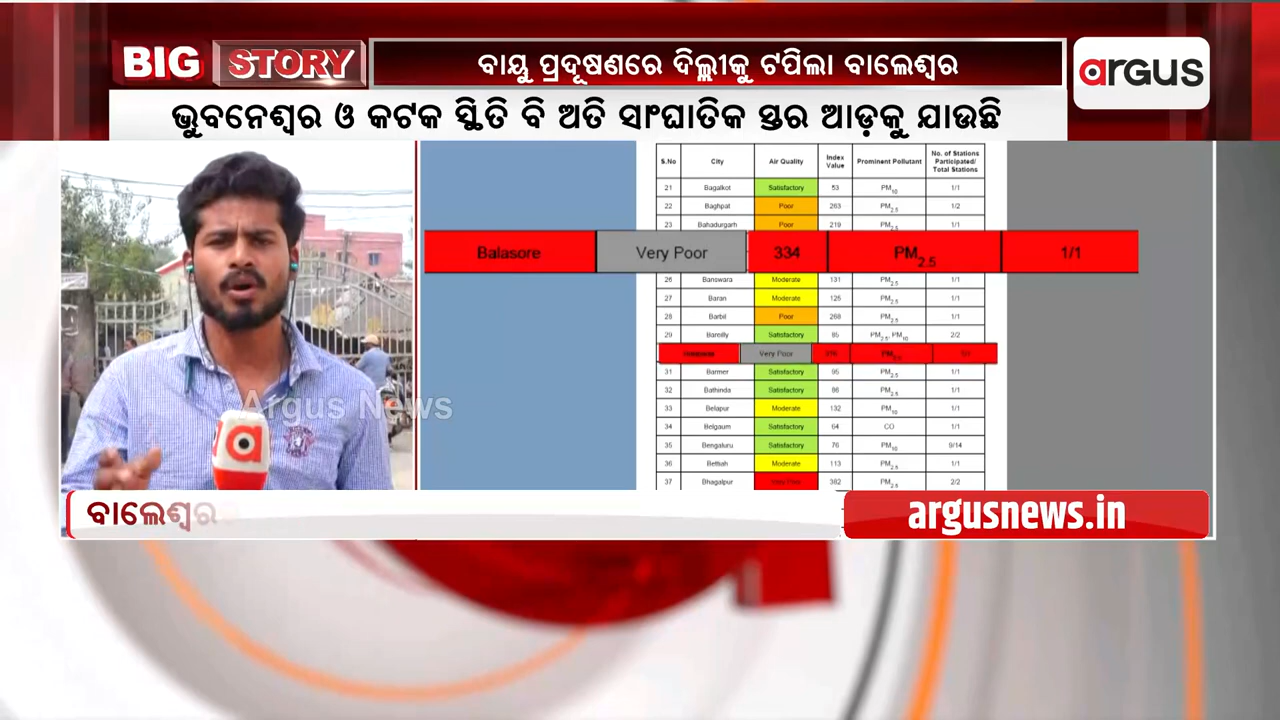 BIG STORY
ବାୟୁ ପ୍ରଦୂଷଣରେ ଦିଲ୍ଲୀକୁ ଟପିଲା ବାଲେଶ୍ୱର
argus
ଭୁବନେଶ୍ୱର ଓ କଟକ ସ୍ଥିତି ବି ଅତି ସାଂଘାତିକ ସ୍ତର ଆଡ଼କୁ ଯାଉଛି
S.No City Air Quality Index Value Prominent Pollutant No. of Stations Participated/ Total Stations
21 Bagalkot Satisfactory 53 PM10 1/1
22 Baghpat Poor 263 PM2.5 1/2
23 Bahadurgarh Poor 219 PM2.5 1/1
Balasore Very Poor 334 PM2.5 1/1
26 Banswara Moderate 131 PM2.5 1/1
27 Baran Moderate 125 PM2.5 1/1
28 Barbil Poor 268 PM2.5 1/1
29 Bareilly Satisfactory 85 PM2.5, PM10 2/2
Very Poor
31 Barmer Satisfactory 95 PM2.5 1/1
32 Bathinda Satisfactory 86 PM2.5 1/1
33 Belapur Moderate 132 PM10 1/1
34 Belgaum Satisfactory 64 CO 1/1
35 Bengaluru Satisfactory 76 PM10 9/14
36 Bettiah Moderate 113 PM2.5 1/1
37 Bhagalpur Very Poor 382 PM2.5 2/2
Argus News
ବାଲେଶ୍ୱର
argusnews.in